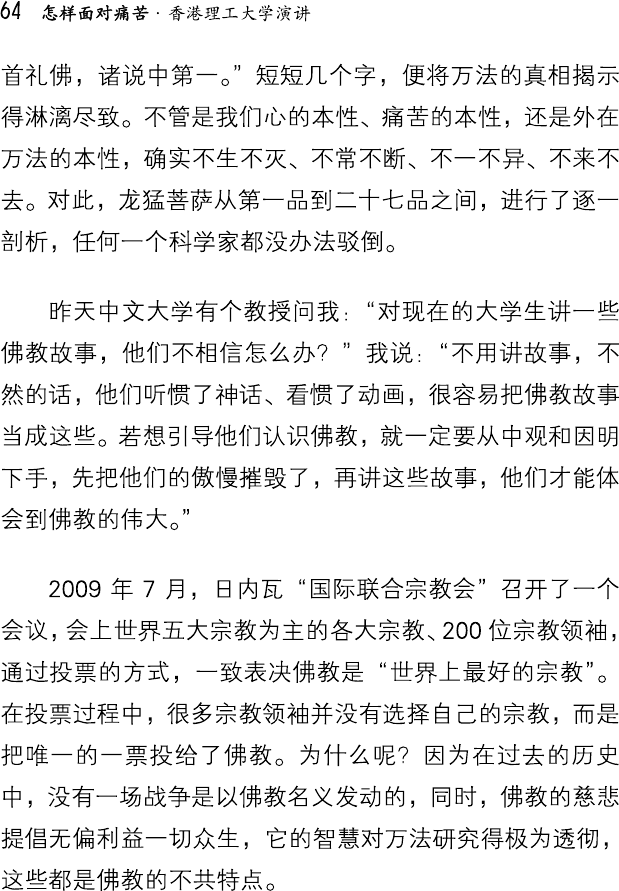 64 怎样面对痛苦·香港理工大学演讲
首礼佛，诸说中第一。”短短几个字，便将万法的真相揭示
得淋漓尽致。不管是我们心的本性、痛苦的本性，还是外在
万法的本性，确实不生不灭、不常不断、不一不异、不来不
去。对此，龙猛菩萨从第一品到二十七品之间，进行了逐一
剖析，任何一个科学家都没办法驳倒。
昨天中文大学有个教授问我：“对现在的大学生讲一些
佛教故事，他们不相信怎么办？”我说：“不用讲故事，不
然的话，他们听惯了神话、看惯了动画，很容易把佛教故事
当成这些。若想引导他们认识佛教，就一定要从中观和因明
下手，先把他们的傲慢摧毁了，再讲这些故事，他们才能体
会到佛教的伟大。”
2009 年 7 月，日内瓦“国际联合宗教会”召开了一个
会议，会上世界五大宗教为主的各大宗教、200 位宗教领袖，
通过投票的方式，一致表决佛教是“世界上最好的宗教”。
在投票过程中，很多宗教领袖并没有选择自己的宗教，而是
把唯一的一票投给了佛教。为什么呢？因为在过去的历史
中，没有一场战争是以佛教名义发动的，同时，佛教的慈悲
提倡无偏利益一切众生，它的智慧对万法研究得极为透彻，
这些都是佛教的不共特点。